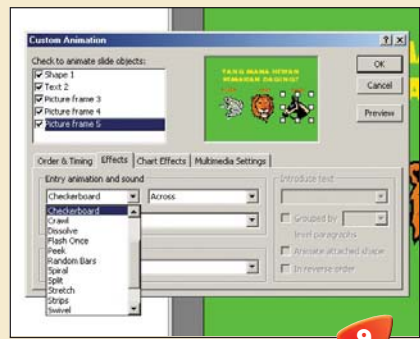 Custom Animation
Check to animate slide objects:
Shape 1
Text 2
Picture frame 3
Picture frame 4
Picture frame 5
YANG MANA HEWAN
PEMAKAN DAGING?
OK
Cancel
Preview
Order & Timing
Effects
Chart Effects
Multimedia Settings
Entry animation and sound
Introduce text
Checkerboard
Across
Checkerboard
Crawl
Dissolve
Flash Once
Peek
Random Bars
Spiral
Split
Stretch
Strips
Swivel
Grouped by
level paragraphs
Animate attached shape
In reverse order
9